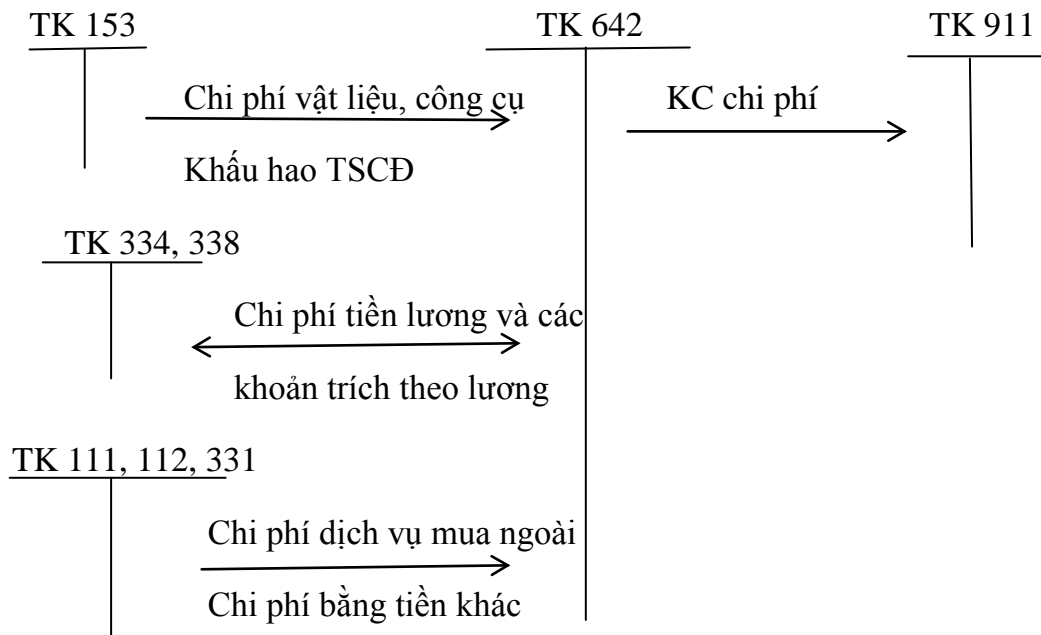 TK 153
TK 642
TK 911
Chi phí vật liệu, công cụ
KC chi phí
Khấu hao TSCĐ
TK 334, 338
Chi phí tiền lương và các
khoản trích theo lương
TK 111, 112, 331
Chi phí dịch vụ mua ngoài
Chi phí bằng tiền khác